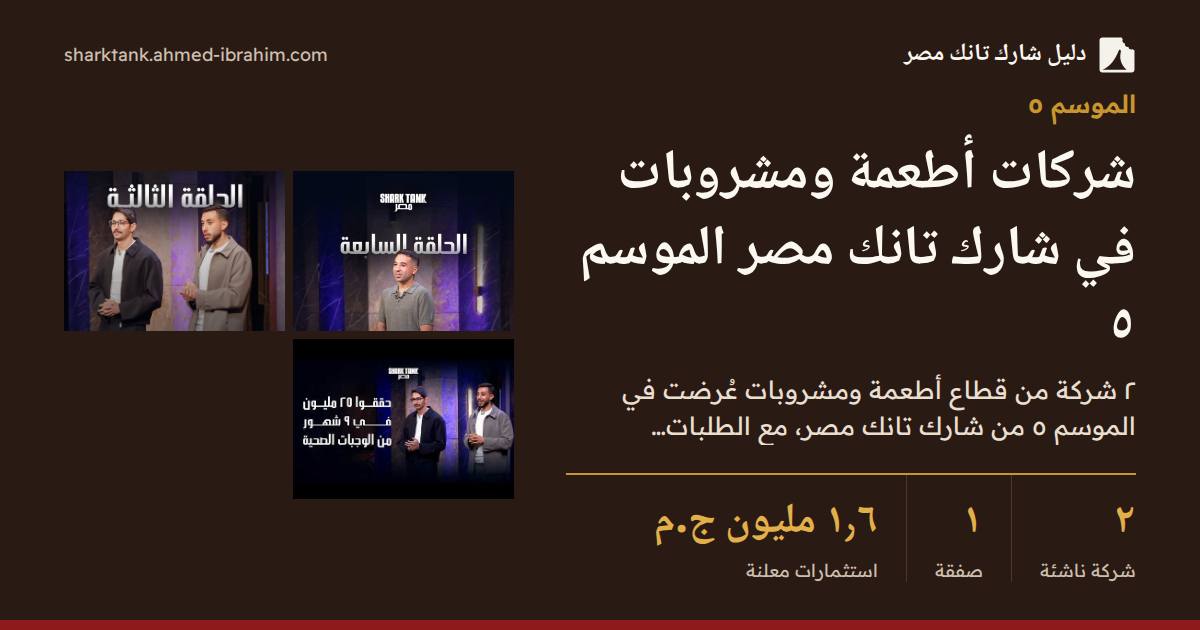 دليل شارك تانك مصر
sharktank.ahmed-ibrahim.com
الموسم ٥
شركات أطعمة ومشروبات
في شارك تانك مصر الموسم
٥
٢ شركة من قطاع أطعمة ومشروبات عُرضت في
الموسم ٥ من شارك تانك مصر، مع الطلبات...
٢
شركة ناشئة
١
صفقة
١٫٦ مليون ج.م
استثمارات معلنة
SHARK TANK
مصر
الحلقة السابعة
الحلقة الثالثة
SHARK TANK
مصر
حققوا ٢٥ مليون
في ٩ شهور
من الوجبات الصحية